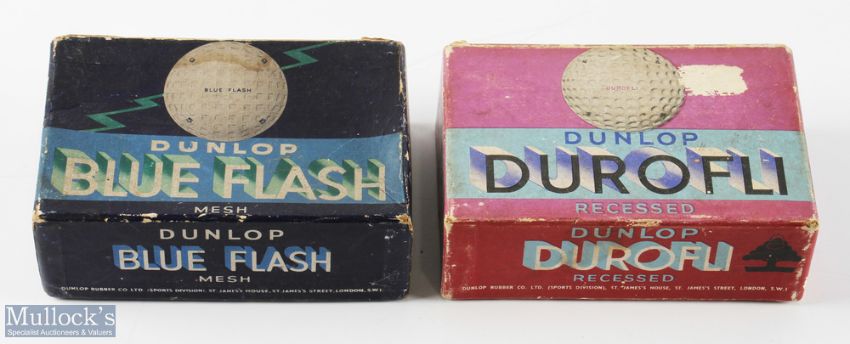 BLUE FLASH
DUNLOP
BLUE FLASH
MESH
DUNLOP
BLUE FLASH
MESH
DUNLOP RUBBER CO LTD. (SPORTS DIVISION), ST. JAMES'S HOUSE, ST. JAMES'S STREET, LONDON, S.W.1.
DUROFLI
DUNLOP
DUROFLI
RECESSED
DUNLOP
DUROFLI
RECESSED
DUNLOP RUBBER CO. LTD. (SPORTS DIVISION), ST. JAMES'S HOUSE, ST. JAMES'S STREET, LONDON, S.W.1.
Mullock's
Specialist Auctioneers & Valuers